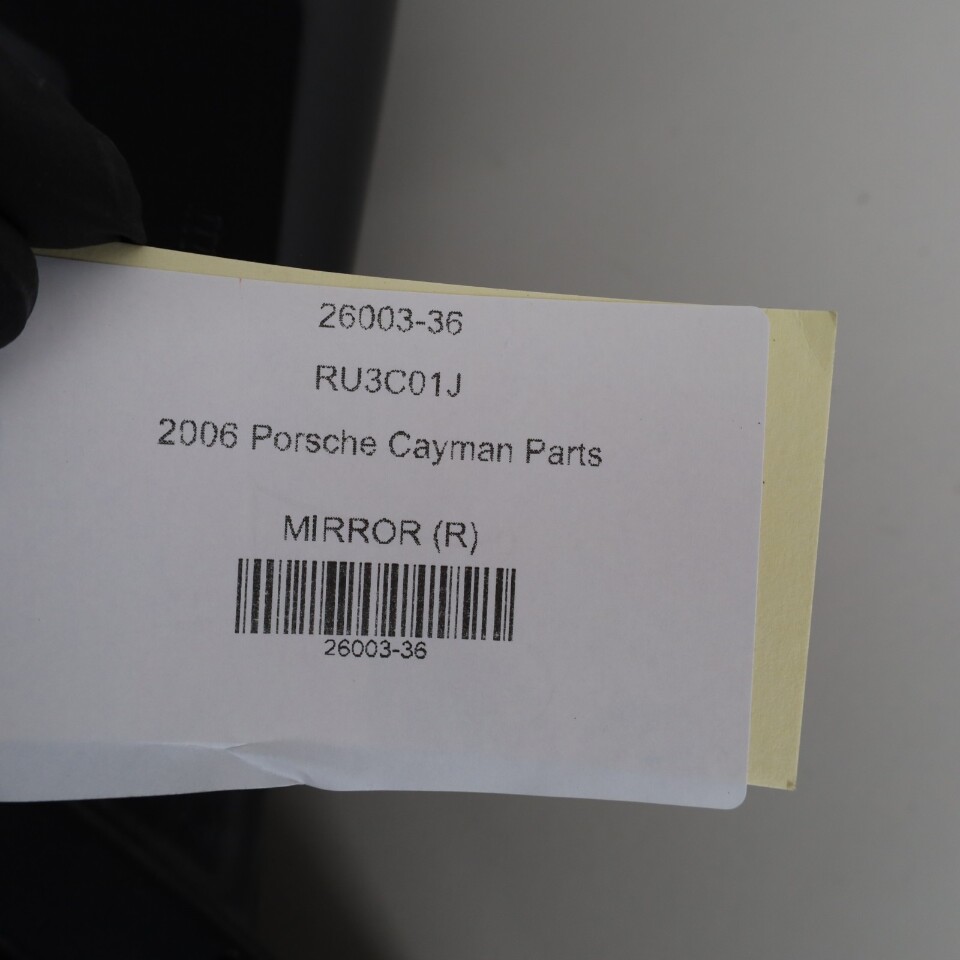 26003-36
RU3C01J
2006 Porsche Cayman Parts
MIRROR (R)
26003-36